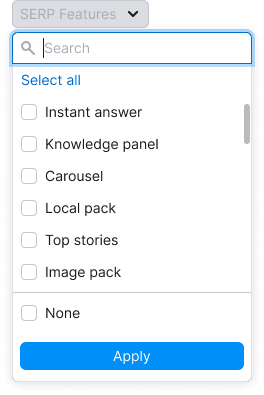 SERP Features
Search
Select all
Instant answer
Knowledge panel
Carousel
Local pack
Top stories
Image pack
None
Apply